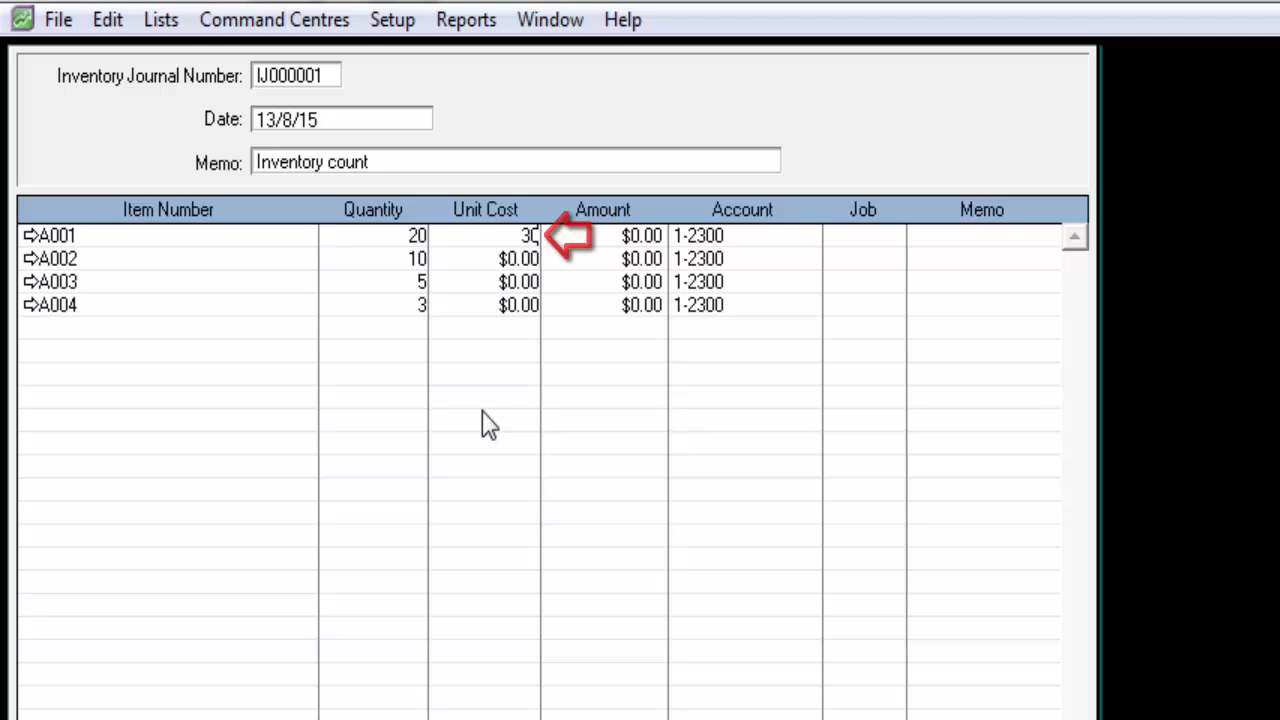 File Edit Lists Command Centres Setup Reports Window Help
Inventory Journal Number: IJ000001
Date: 13/8/15
Memo: Inventory count
Item Number Quantity Unit Cost Amount Account Job Memo
A001 20 30 $0.00 1-2300
A002 10 $0.00 $0.00 1-2300
A003 5 $0.00 $0.00 1-2300
A004 3 $0.00 $0.00 1-2300